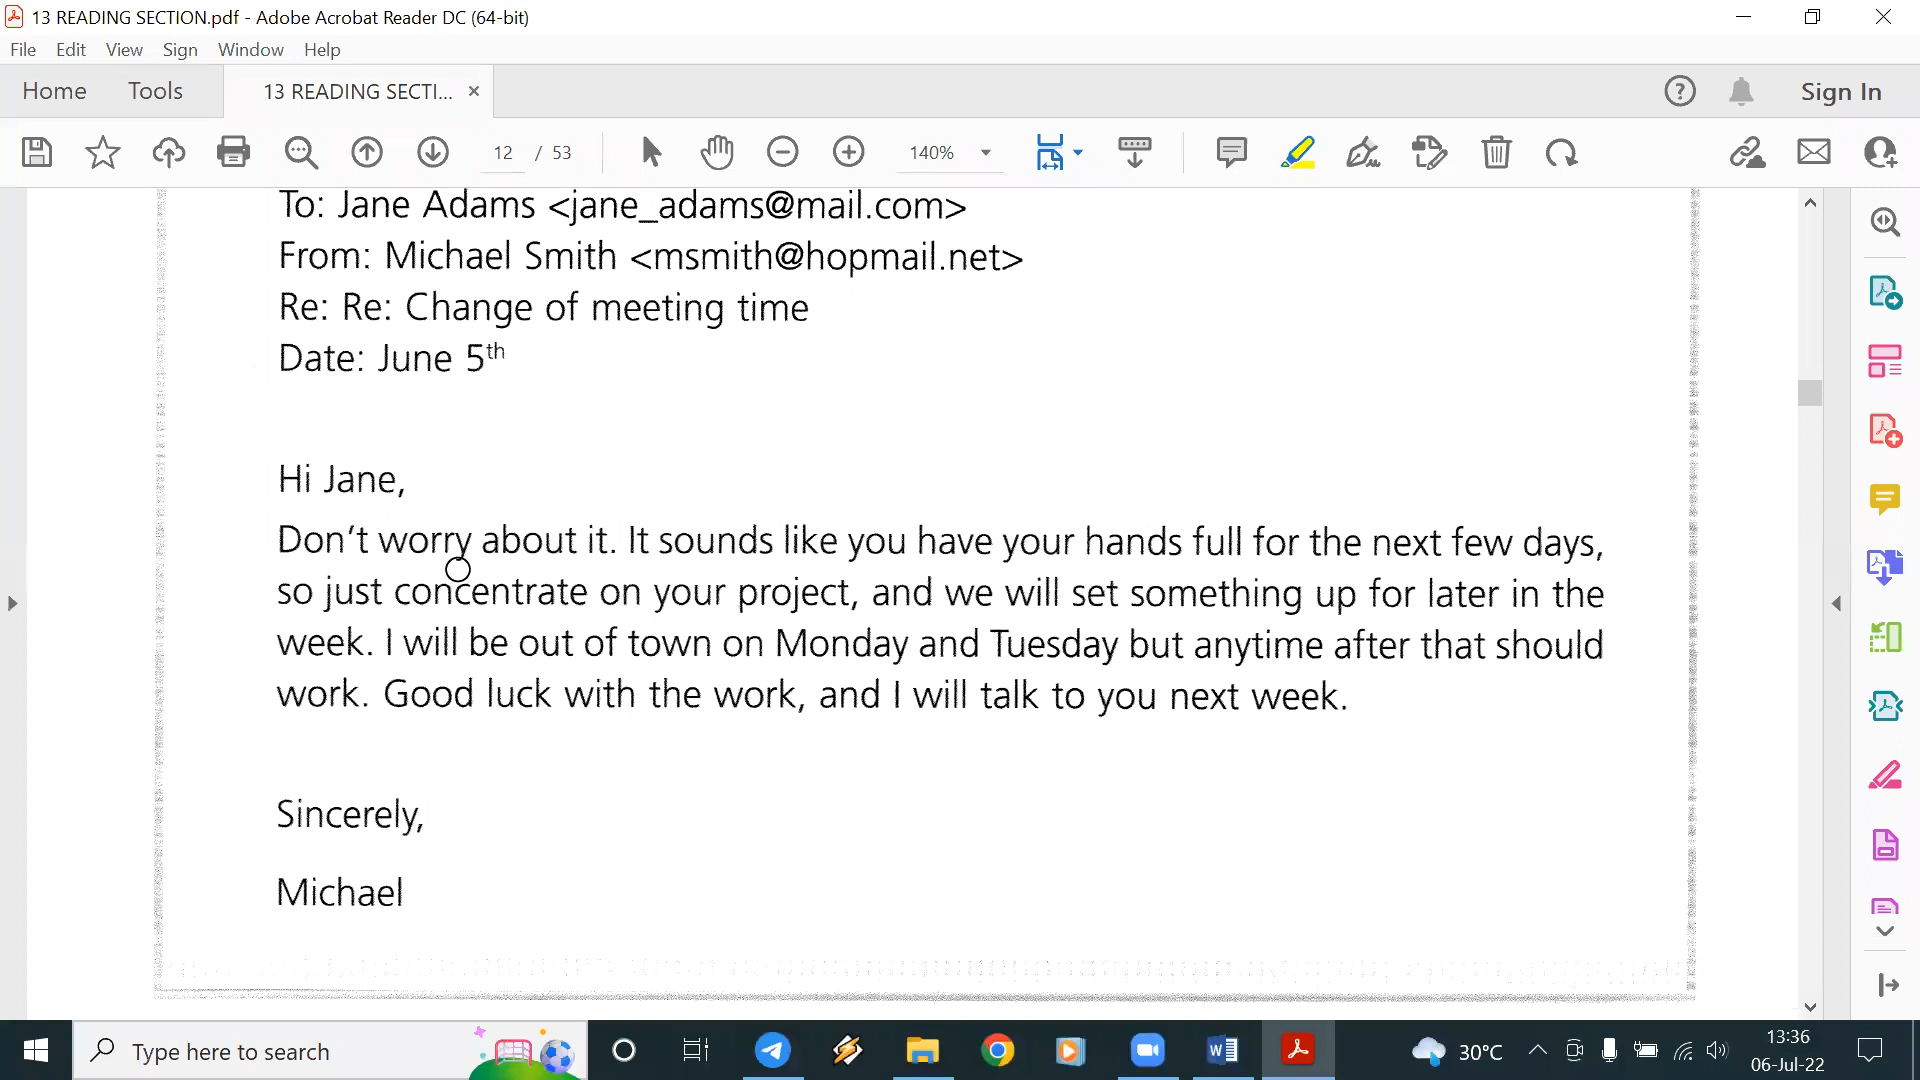 13 READING SECTION.pdf - Adobe Acrobat Reader DC (64-bit)
File Edit View Sign Window Help
Home Tools 13 READING SECTI... × Sign In
12 / 53 140%
To: Jane Adams <jane_adams@mail.com>
From: Michael Smith <msmith@hopmail.net>
Re: Re: Change of meeting time
Date: June 5th
Hi Jane,
Don't worry about it. It sounds like you have your hands full for the next few days,
so just concentrate on your project, and we will set something up for later in the
week. I will be out of town on Monday and Tuesday but anytime after that should
work. Good luck with the work, and I will talk to you next week.
Sincerely,
Michael
Type here to search
30°C
13:36
06-Jul-22